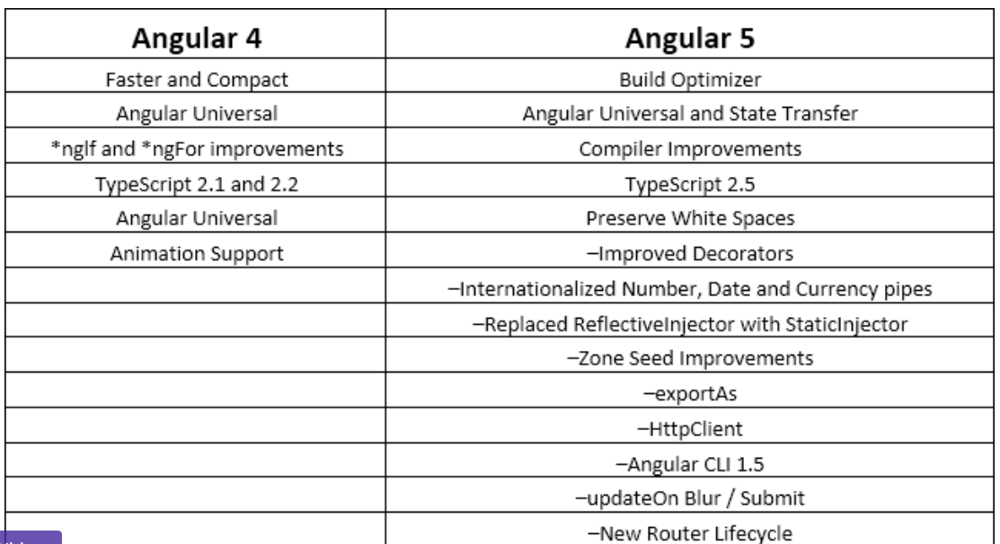 Angular 4 Angular 5
Faster and Compact Build Optimizer
Angular Universal Angular Universal and State Transfer
*ngIf and *ngFor improvements Compiler Improvements
TypeScript 2.1 and 2.2 TypeScript 2.5
Angular Universal Preserve White Spaces
Animation Support –Improved Decorators
–Internationalized Number, Date and Currency pipes
–Replaced ReflectiveInjector with StaticInjector
–Zone Seed Improvements
–exportAs
–HttpClient
–Angular CLI 1.5
–updateOn Blur / Submit
–New Router Lifecycle